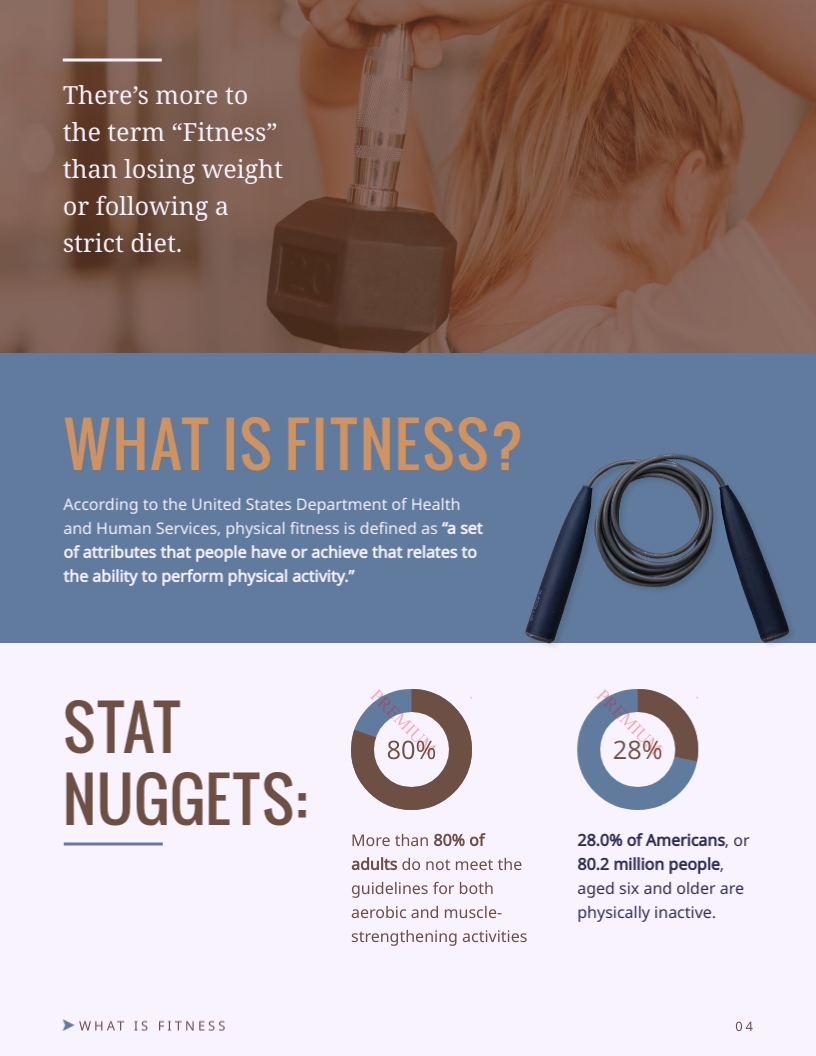 There’s more to
the term “Fitness”
than losing weight
or following a
strict diet.
WHAT IS FITNESS?
According to the United States Department of Health
and Human Services, physical fitness is defined as “a set
of attributes that people have or achieve that relates to
the ability to perform physical activity.”
STAT
NUGGETS:
PREMIUM
80%
More than 80% of
adults do not meet the
guidelines for both
aerobic and muscle-
strengthening activities
PREMIUM
28%
28.0% of Americans, or
80.2 million people,
aged six and older are
physically inactive.
WHAT IS FITNESS
04